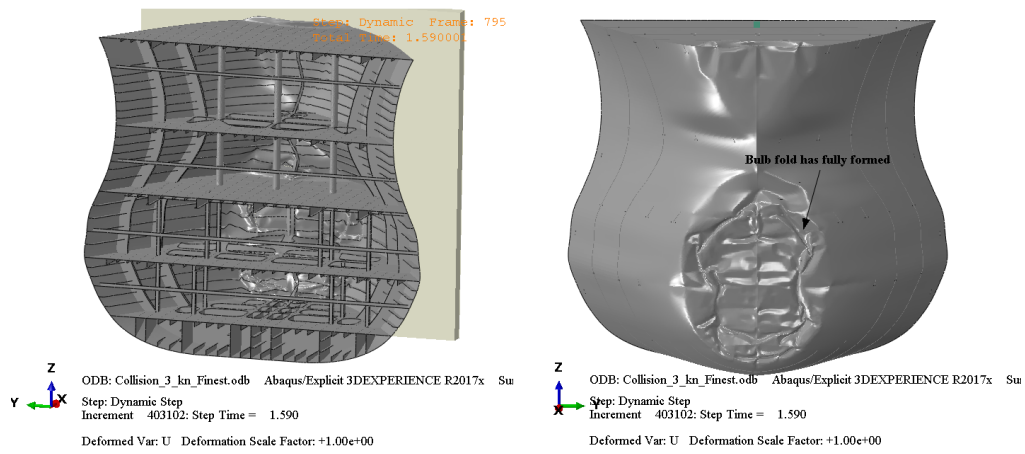 Step: Dynamic Frame: 795
Total Time: 1.590001
Bulb fold has fully formed
Z
Y
X
ODB: Collision_3_kn_Finest.odb Abaqus/Explicit 3DEXPERIENCE R2017x
Step: Dynamic Step
Increment 403102: Step Time = 1.590
Deformed Var: U Deformation Scale Factor: +1.00e+00
Z
X
Y
ODB: Collision_3_kn_Finest.odb Abaqus/Explicit 3DEXPERIENCE R2017x
Step: Dynamic Step
Increment 403102: Step Time = 1.590
Deformed Var: U Deformation Scale Factor: +1.00e+00